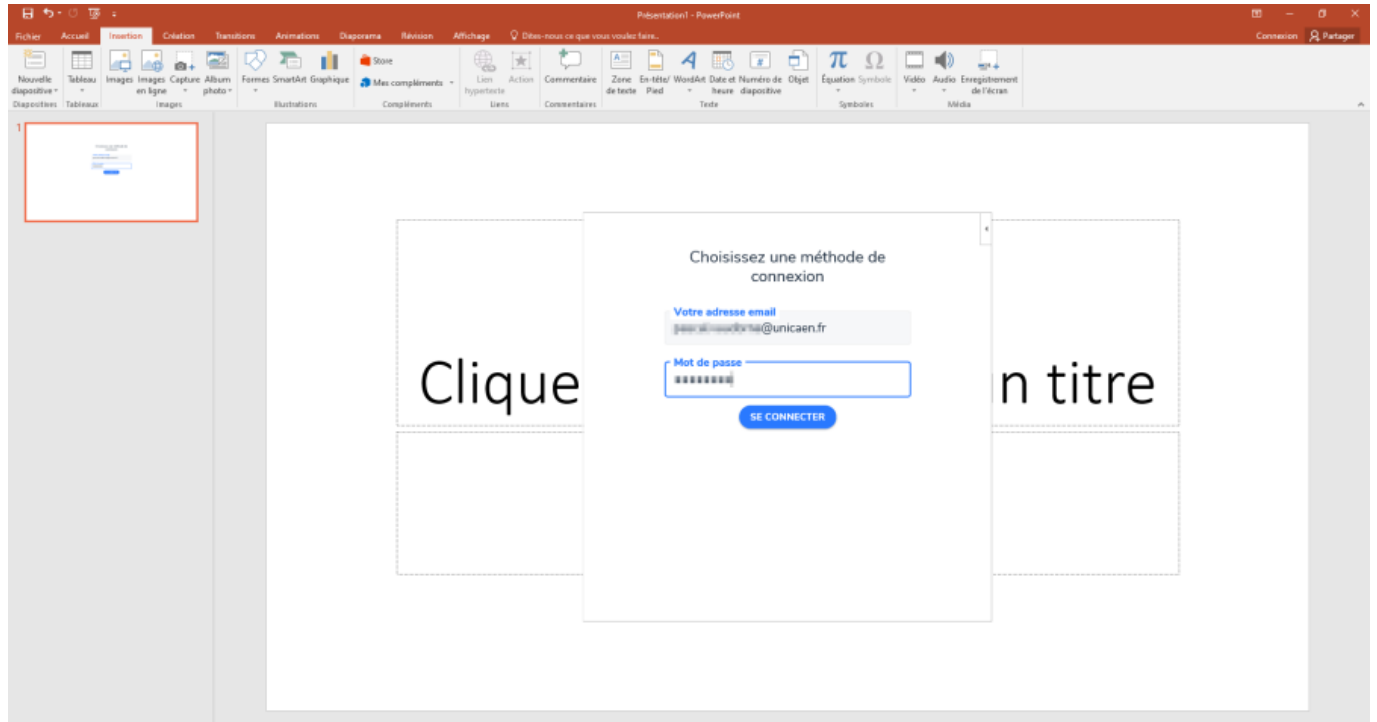 Présentation1 - PowerPoint
Fichier Accueil Insertion Création Transitions Animations Diaporama Révision Affichage Dites-nous ce que vous voulez faire... Connexion Partager
Nouvelle diapositive Tableau Images Images en ligne Capture Album photo Formes SmartArt Graphique Store Mes compléments Lien hypertexte Action Commentaire Zone de texte En-tête/ Pied WordArt Date et heure Numéro de diapositive Objet Équation Symbole Vidéo Audio Enregistrement de l'écran
Diapositives Tableaux Images Illustrations Compléments Liens Commentaires Texte Symboles Média
1
Choisissez une méthode de
connexion
Votre adresse email
@unicaen.fr
Mot de passe
Clique n titre
SE CONNECTER